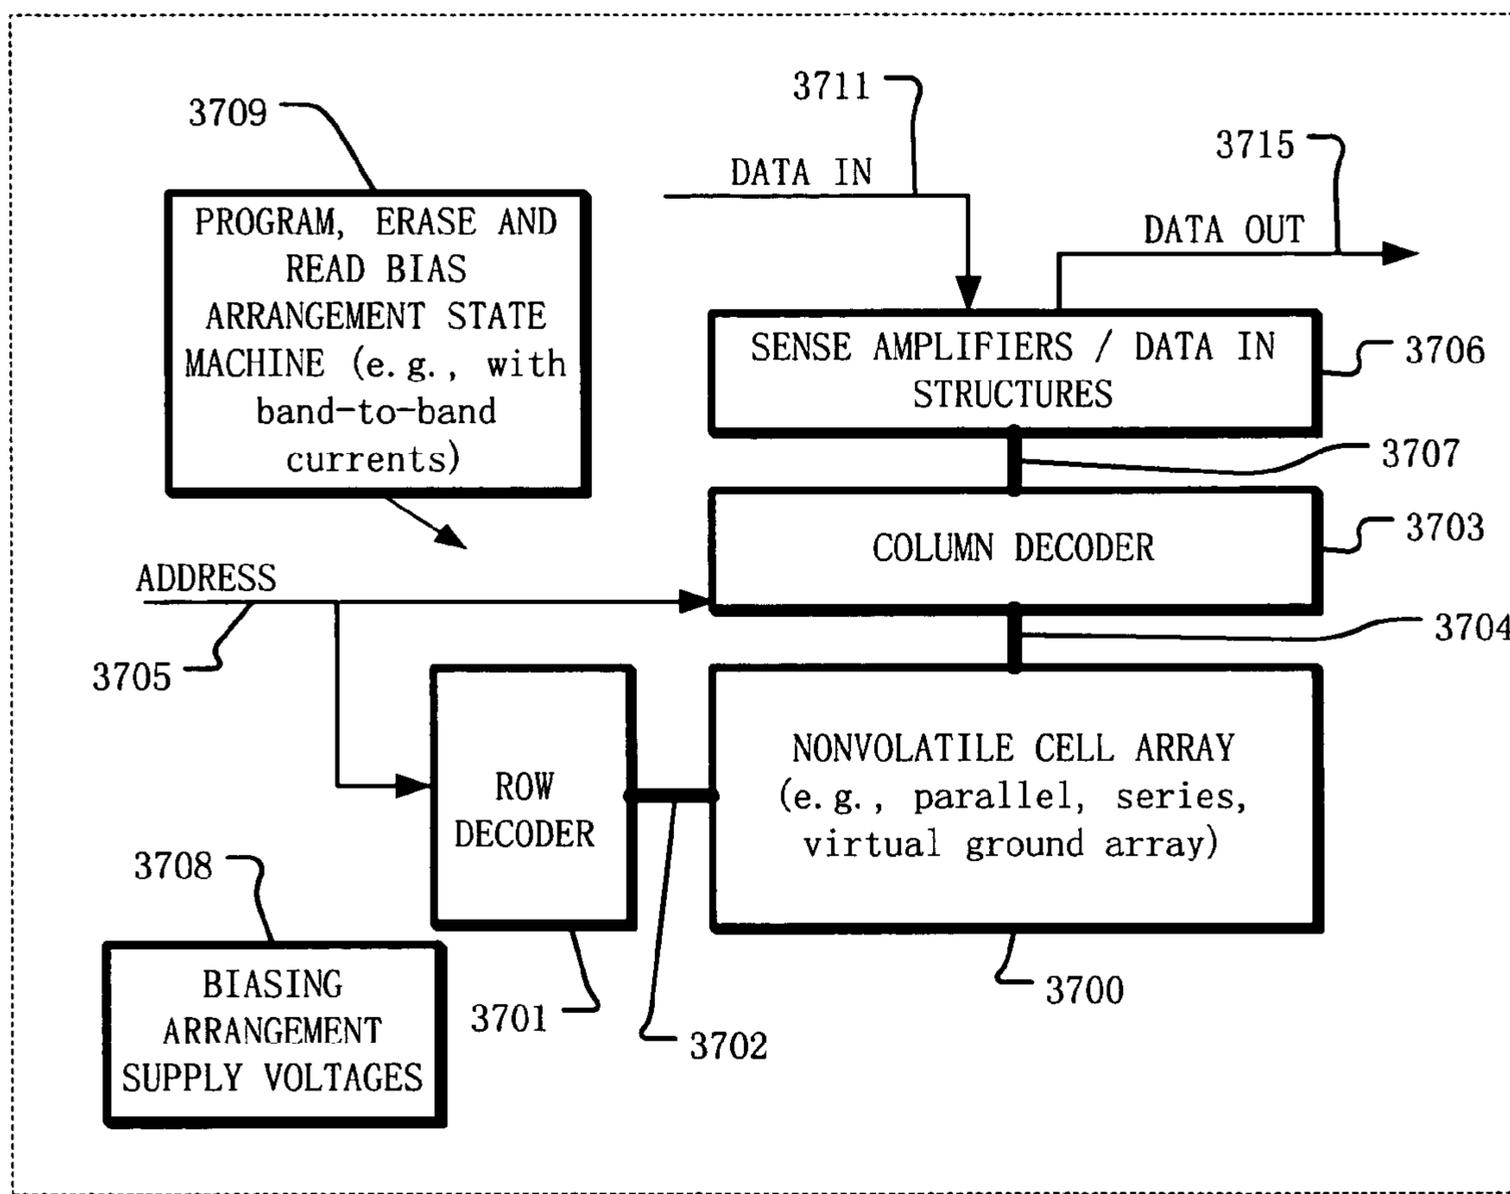 3711
3709
3715
DATA IN
DATA OUT
PROGRAM, ERASE AND
READ BIAS
ARRANGEMENT STATE
MACHINE (e.g., with
band-to-band
currents)
SENSE AMPLIFIERS / DATA IN
STRUCTURES
3706
3707
COLUMN DECODER
3703
ADDRESS
3704
3705
ROW
DECODER
NONVOLATILE CELL ARRAY
(e.g., parallel, series,
virtual ground array)
3708
3700
3701
3702
BIASING
ARRANGEMENT
SUPPLY VOLTAGES